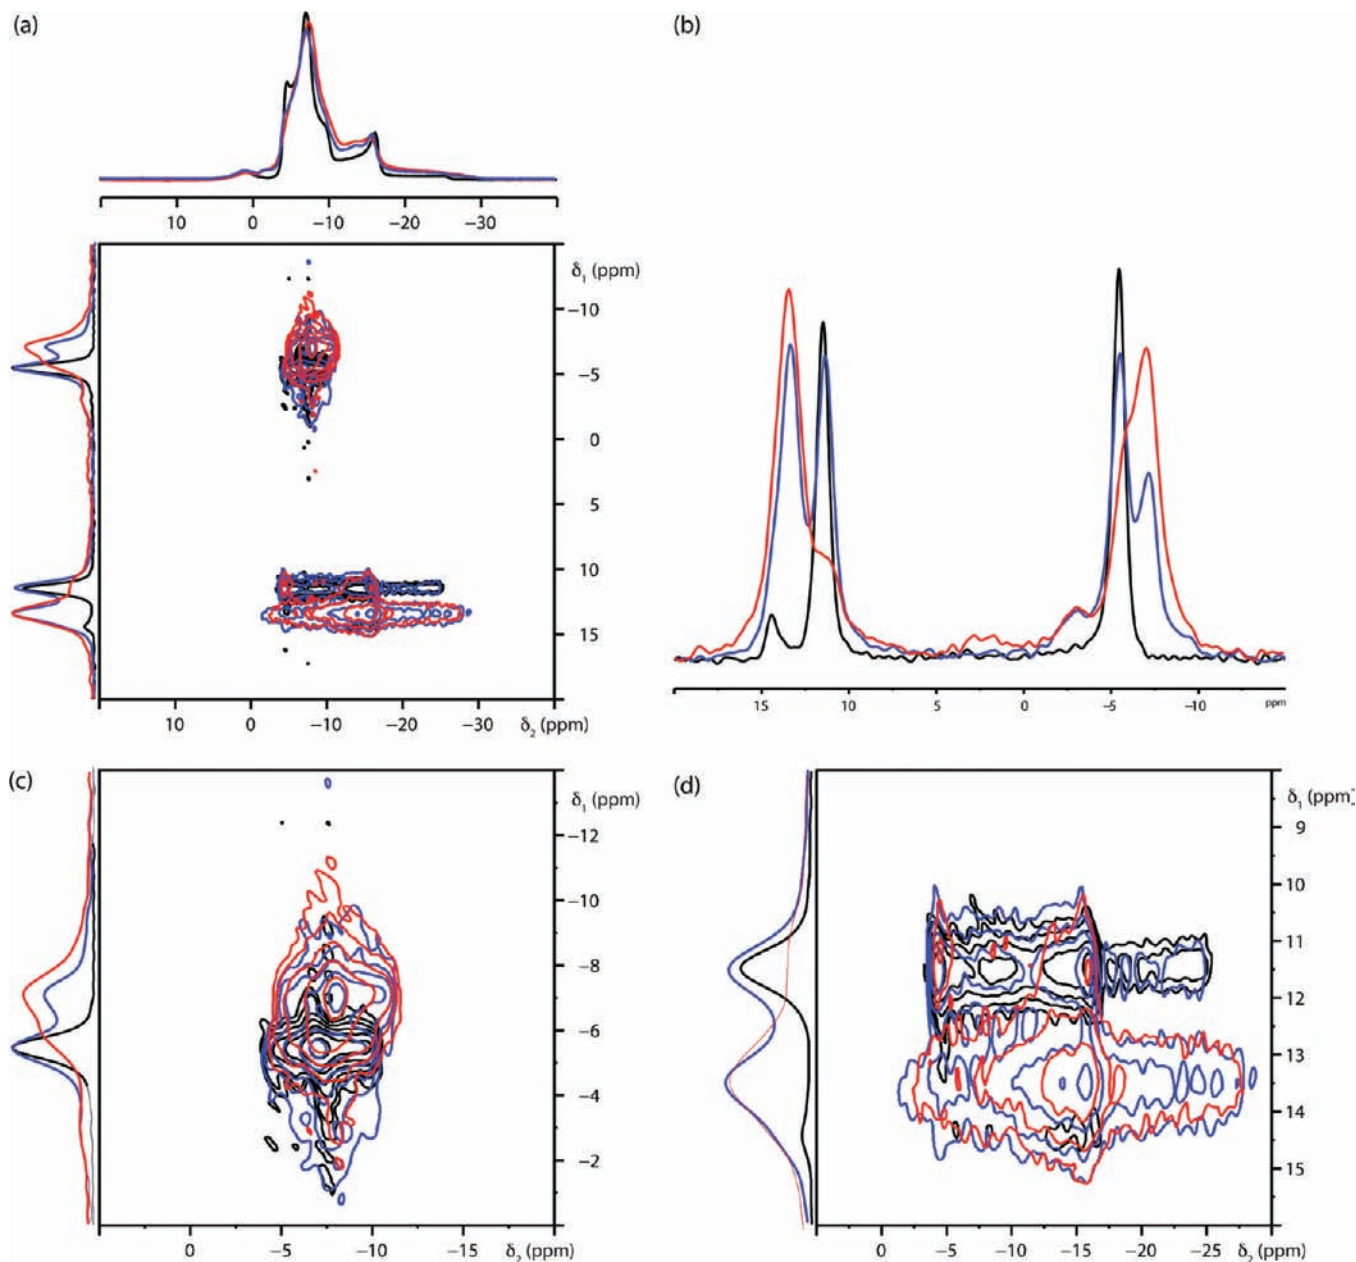 (a)
10 0 −10 −20 −30
δ₁ (ppm)
−10
−5
0
5
10
15
10 0 −10 −20 δ₂ (ppm) −30
(b)
15 10 5 0 −5 −10 ppm
(c)
δ₁ (ppm)
−12
−10
−8
−6
−4
−2
0 −5 −10 −15 δ₂ (ppm)
(d)
δ₁ (ppm]
9
10
11
12
13
14
15
0 −5 −10 −15 −20 −25 δ₂ (ppm)